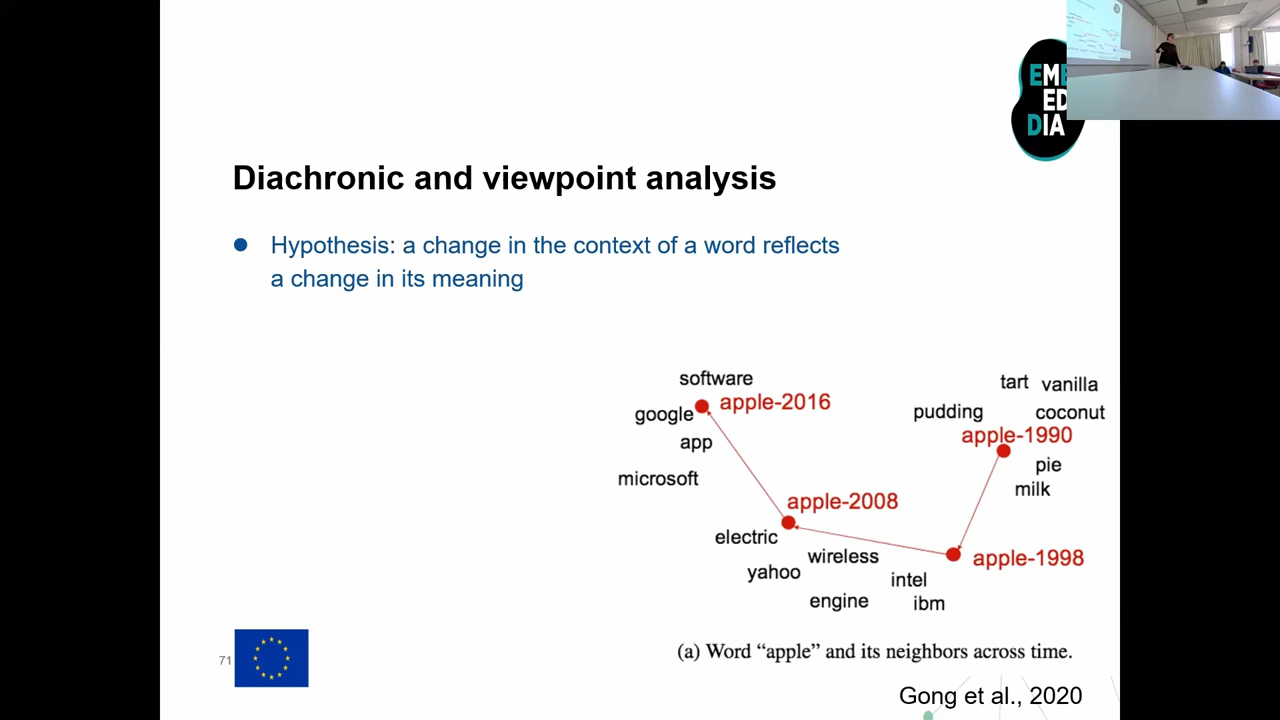 EME
ED
DIA
Diachronic and viewpoint analysis
Hypothesis: a change in the context of a word reflects
a change in its meaning
software
apple-2016
google
app
microsoft
tart
vanilla
pudding
coconut
apple-1990
pie
milk
apple-2008
electric
wireless
yahoo
engine
apple-1998
intel
ibm
(a) Word “apple” and its neighbors across time.
71
Gong et al., 2020